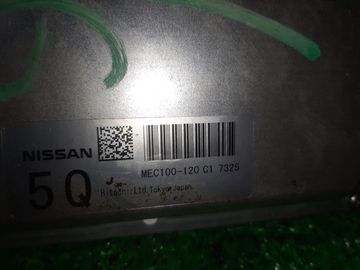 NISSAN
MEC100-120 C1 7325
5Q
Hitachi Ltd. Tokyo Japan.